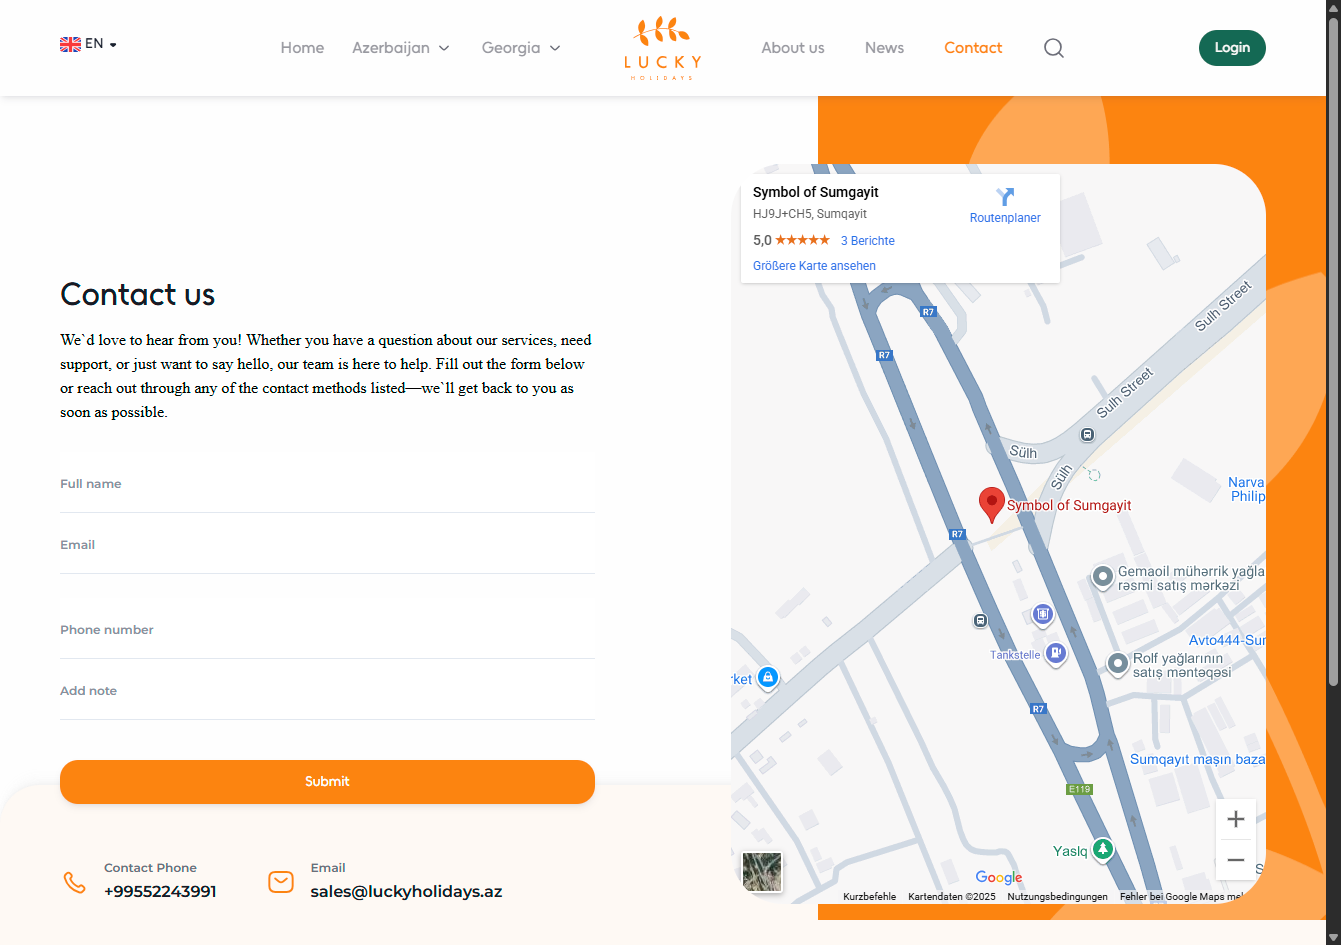 EN
Home
Azerbaijan
Georgia
LUCKY
HOLIDAYS
About us
News
Contact
Login
Contact us
We`d love to hear from you! Whether you have a question about our services, need
support, or just want to say hello, our team is here to help. Fill out the form below
or reach out through any of the contact methods listed—we`ll get back to you as
soon as possible.
Full name
Email
Phone number
Add note
Submit
Contact Phone
+99552243991
Email
sales@luckyholidays.az
Symbol of Sumgayit
HJ9J+CH5, Sumqayit
5,0
3 Berichte
Größere Karte ansehen
Routenplaner
R7
Sulh Street
R7
Sulh Street
Sülh
Sülh
Narva
Philip
Symbol of Sumgayit
R7
Gemaoil mühərrik yağla
rəsmi satış mərkəzi
Avto444-Sur
Tankstelle
Rolf yağlarının
satış məntəqəsi
rket
R7
Sumqayıt maşın baza
E119
Yaslq
S
Google
Kurzbefehle
Kartendaten ©2025
Nutzungsbedingungen
Fehler bei Google Maps mel